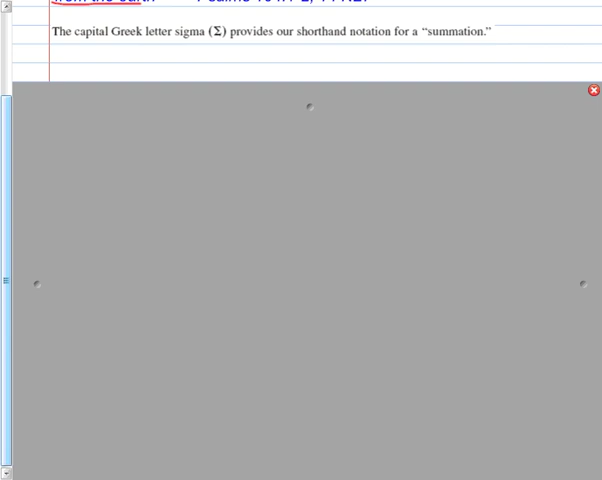 The capital Greek letter sigma (Σ) provides our shorthand notation for a “summation.”